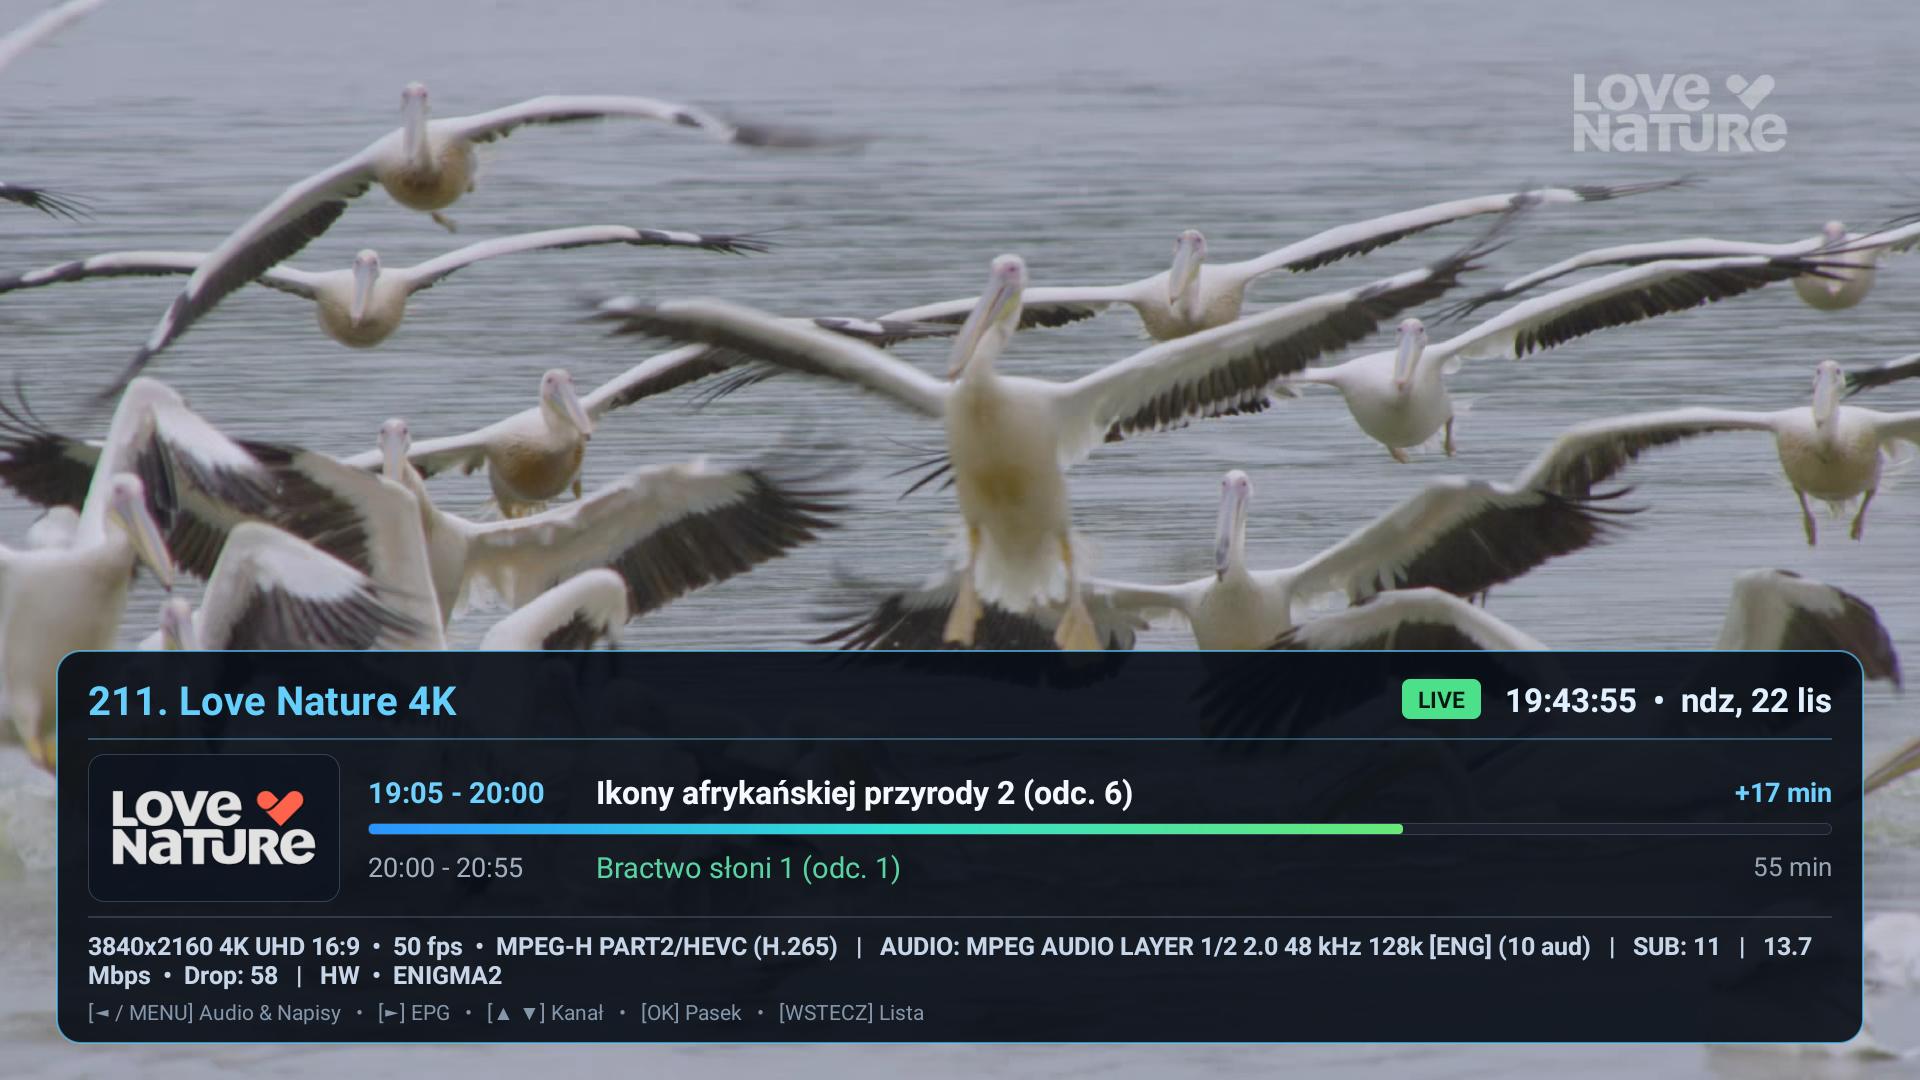 LOVE
NATURE
211. Love Nature 4K
LIVE 19:43:55 • ndz, 22 lis
LOVE
NATURE
19:05 - 20:00 Ikony afrykańskiej przyrody 2 (odc. 6) +17 min
20:00 - 20:55 Bractwo słoni 1 (odc. 1) 55 min
3840x2160 4K UHD 16:9 • 50 fps • MPEG-H PART2/HEVC (H.265) | AUDIO: MPEG AUDIO LAYER 1/2 2.0 48 kHz 128k [ENG] (10 aud) | SUB: 11 | 13.7
Mbps • Drop: 58 | HW • ENIGMA2
[◄ / MENU] Audio & Napisy • [►] EPG • [▲ ▼] Kanał • [OK] Pasek • [WSTECZ] Lista